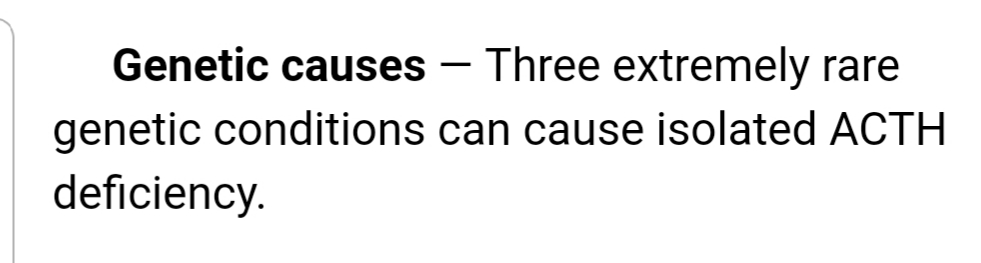 Genetic causes — Three extremely rare
genetic conditions can cause isolated ACTH
deficiency.